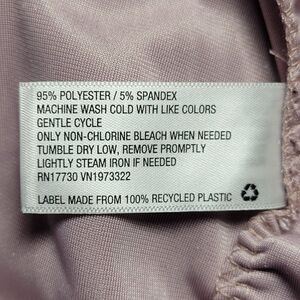 95% POLYESTER / 5% SPANDEX
MACHINE WASH COLD WITH LIKE COLORS
GENTLE CYCLE
ONLY NON-CHLORINE BLEACH WHEN NEEDED
TUMBLE DRY LOW, REMOVE PROMPTLY
LIGHTLY STEAM IRON IF NEEDED
RN17730 VN1973322
LABEL MADE FROM 100% RECYCLED PLASTIC